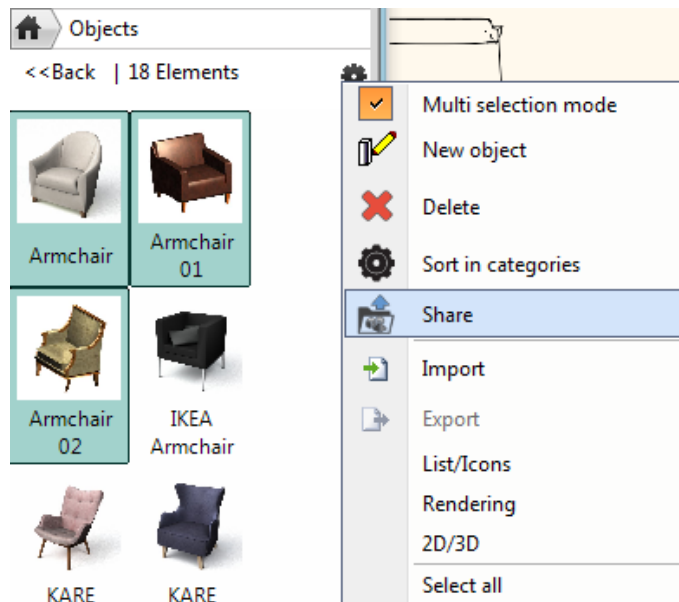 Objects
<<Back | 18 Elements
Armchair
Armchair
01
Armchair
02
IKEA
Armchair
KARE
KARE
Multi selection mode
New object
Delete
Sort in categories
Share
Import
Export
List/Icons
Rendering
2D/3D
Select all